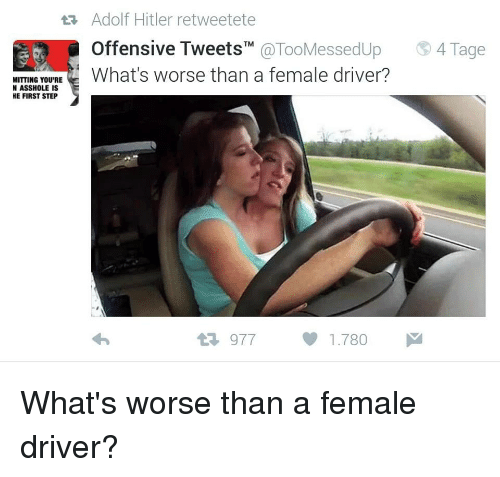 Adolf Hitler retweetete
Offensive Tweets™ @TooMessedUp 4 Tage
What's worse than a female driver?
MITTING YOU'RE
N ASSHOLE IS
HE FIRST STEP
977 1.780
What's worse than a female
driver?